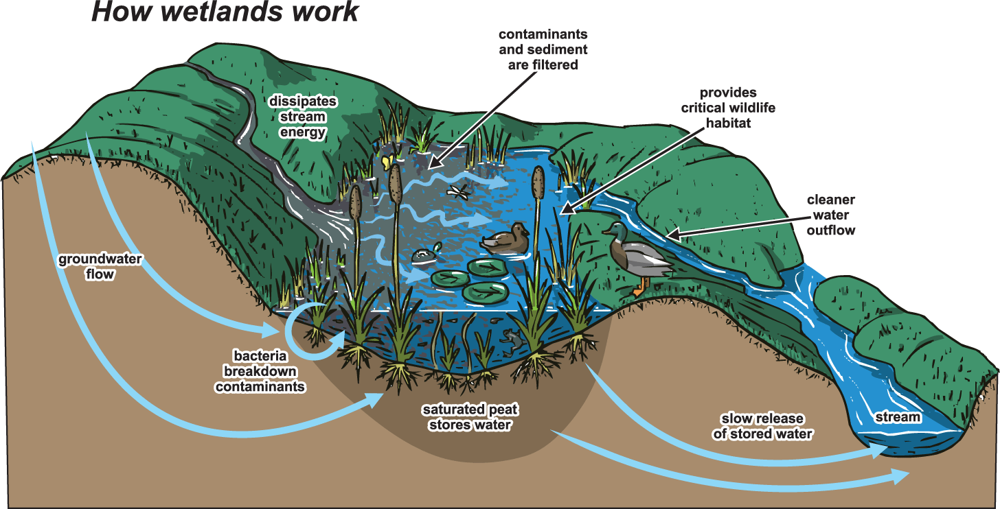 How wetlands work
contaminants
and sediment
are filtered
provides
critical wildlife
habitat
dissipates
stream
energy
cleaner
water
outflow
groundwater
flow
bacteria
breakdown
contaminants
saturated peat
stores water
slow release
of stored water
stream